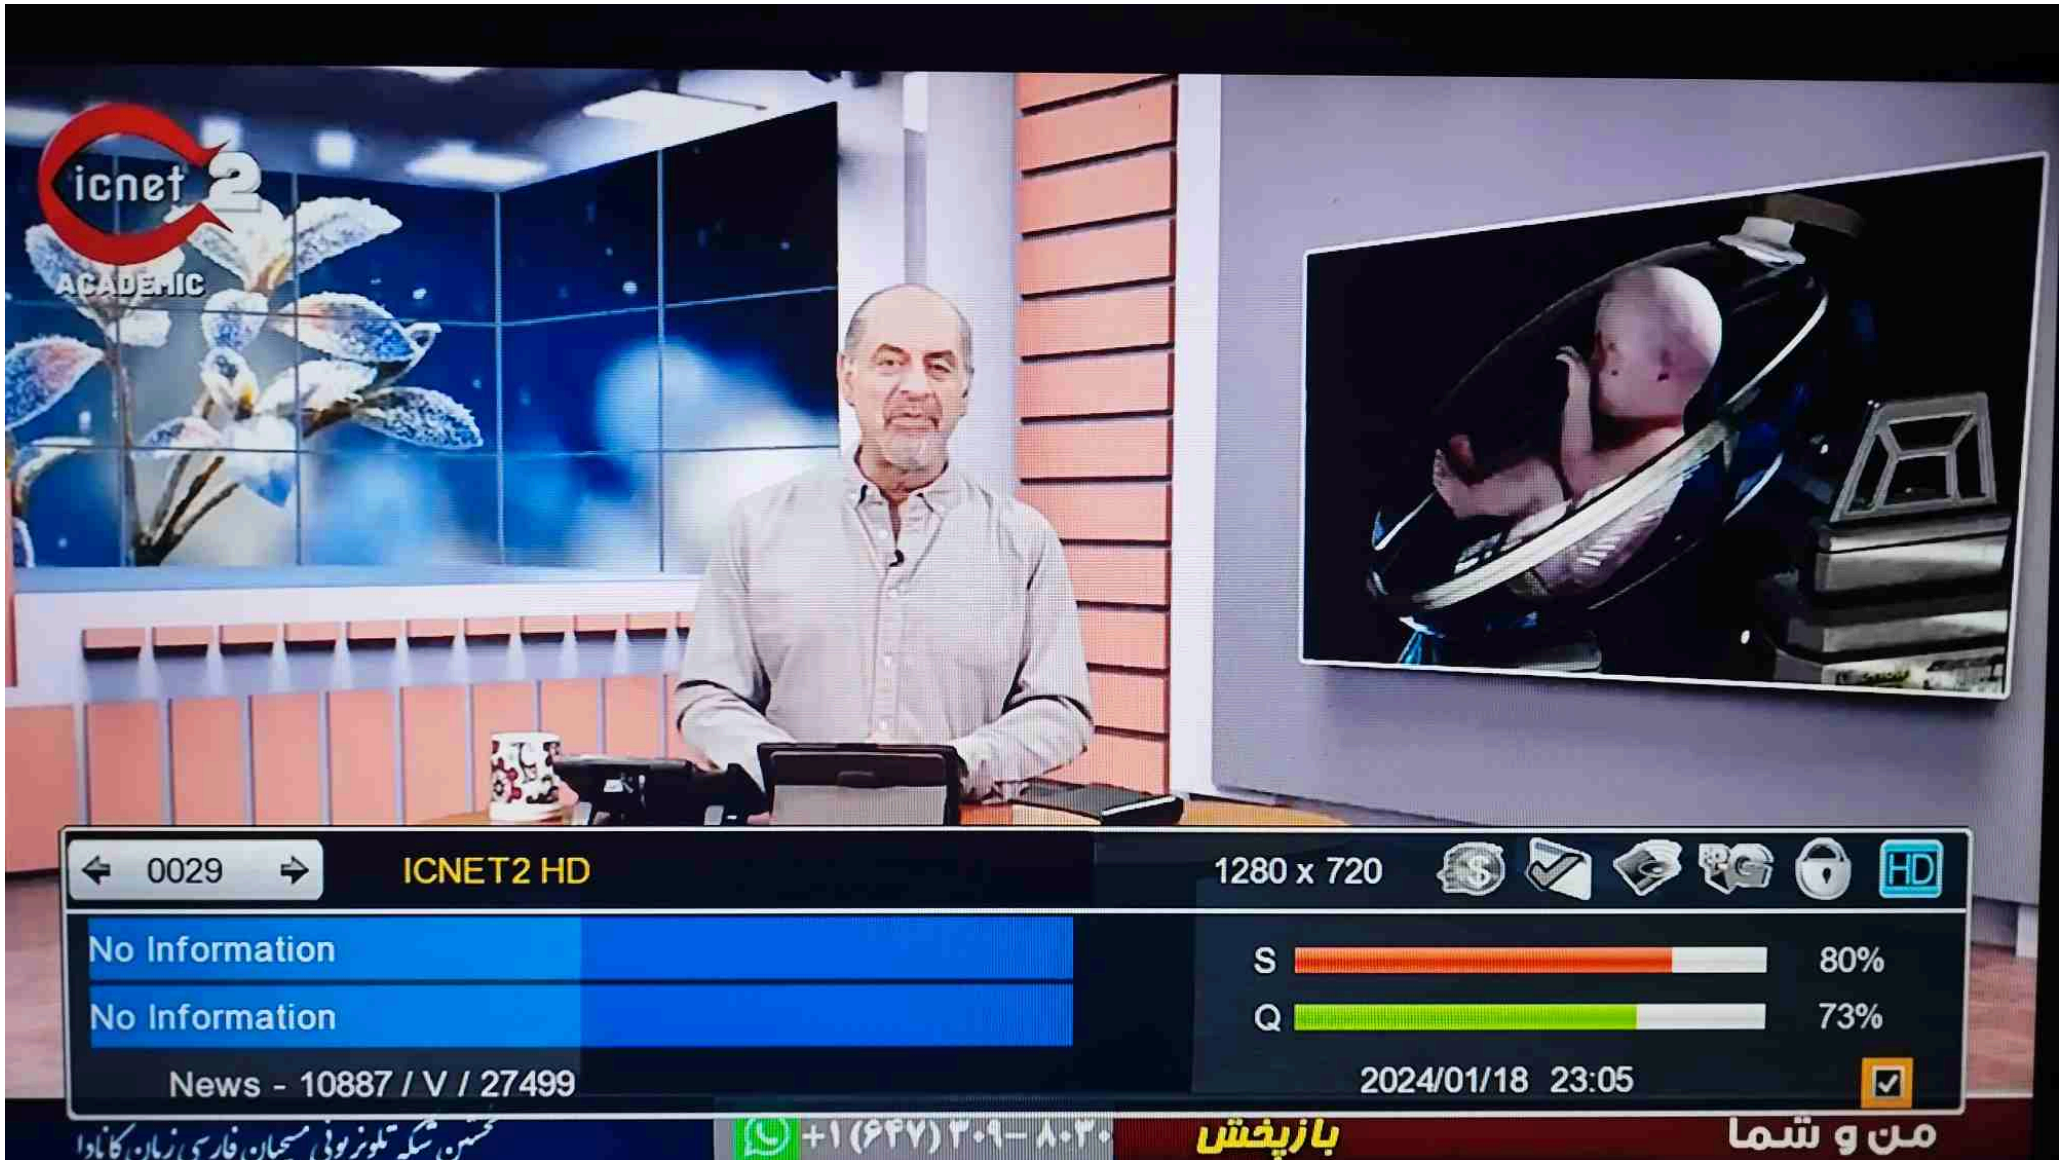 icnet 2
ACADEMIC
0029
ICNET2 HD
1280 x 720
HD
No Information
S 80%
No Information
Q 73%
News - 10887 / V / 27499
2024/01/18 23:05
من و شما
بازپخش
+۱ (۶۴۷) ۳۰۹-۸۰۳۰
نخستین شبکه تلویزیونی مسیحیان فارسی زبان کانادا